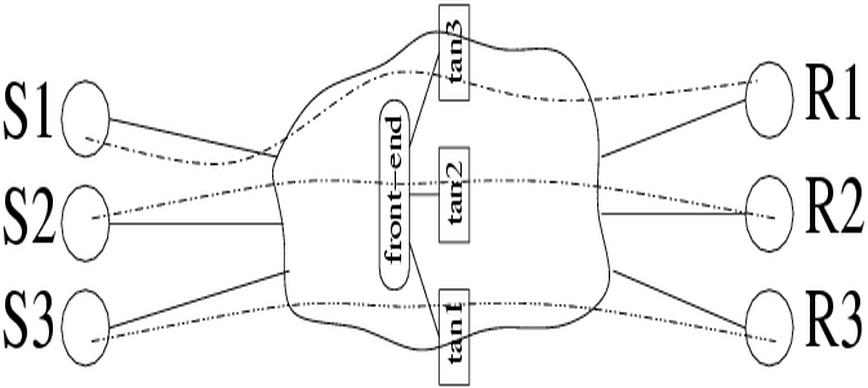 tan3
S1
R1
front-end
tan2
S2
R2
S3
R3
tan1